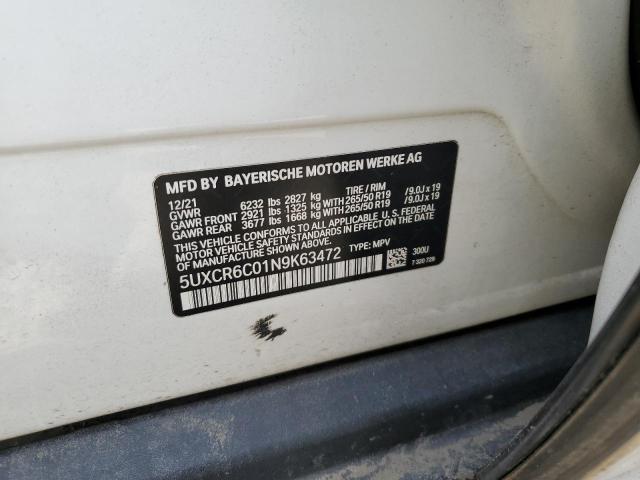 MFD BY BAYERISCHE MOTOREN WERKE AG
12/21 TIRE / RIM
GVWR 6232 lbs 2827 kg
GAWR FRONT 2921 lbs 1325 kg WITH 265/50 R19 /9.0J x 19
GAWR REAR 3677 lbs 1668 kg WITH 265/50 R19 /9.0J x 19
THIS VEHICLE CONFORMS TO ALL APPLICABLE U.S. FEDERAL
MOTOR VEHICLE SAFETY STANDARDS IN EFFECT ON THE DATE
OF MANUFACTURE SHOWN ABOVE.
5UXCR6C01N9K63472 TYPE: MPV
300U
7 320 729